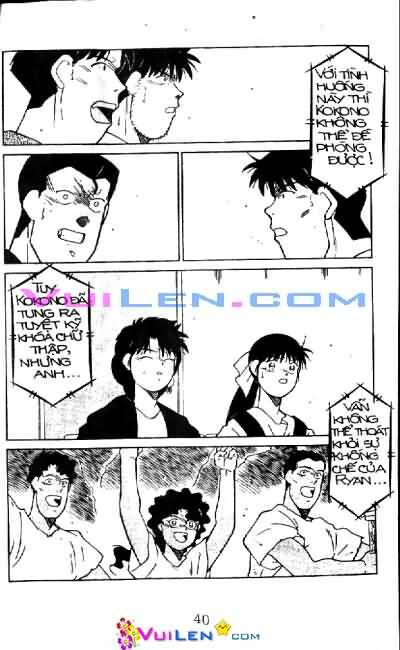 VỚI TÌNH
HUỐNG
NÀY THÌ
KOKONO
KHÔNG
THỂ ĐỀ
PHÒNG
ĐƯỢC!
TUY
KOKONO ĐÃ
TUNG RA
TUYỆT KỸ
KHÓA CHỮ
THẬP,
NHƯNG
ANH...
VUILEN.COM
VẪN
KHÔNG
THỂ THOÁT
KHỎI SỰ
KHỐNG
CHẾ CỦA
RYAN...
40
VUILEN
.COM